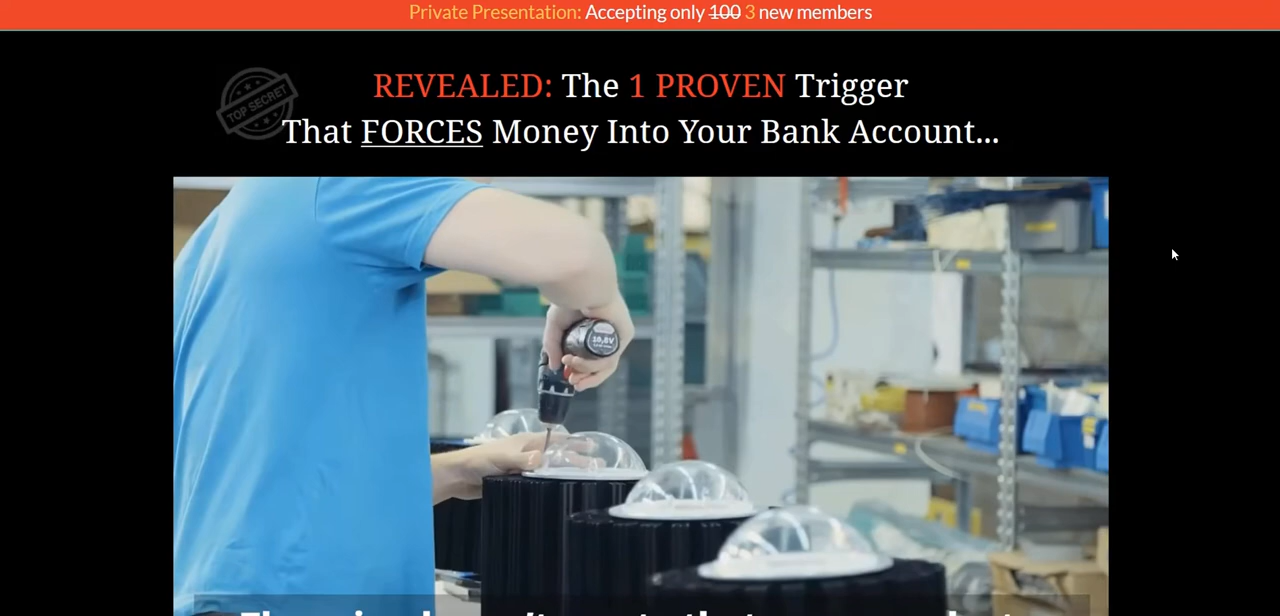 Private Presentation: Accepting only 100 3 new members
TOP SECRET
REVEALED: The 1 PROVEN Trigger
That FORCES Money Into Your Bank Account...
10,8V